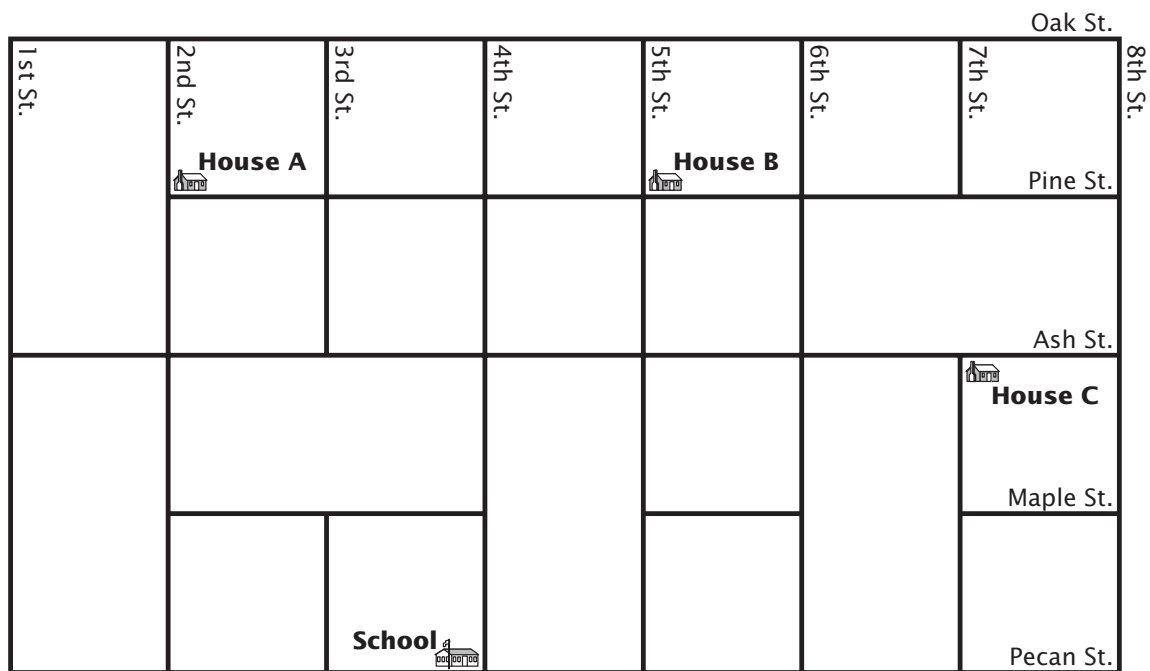 Oak St.
1st St.
2nd St.
3rd St.
4th St.
5th St.
6th St.
7th St.
8th St.
House A
House B
Pine St.
Ash St.
House C
Maple St.
School
Pecan St.